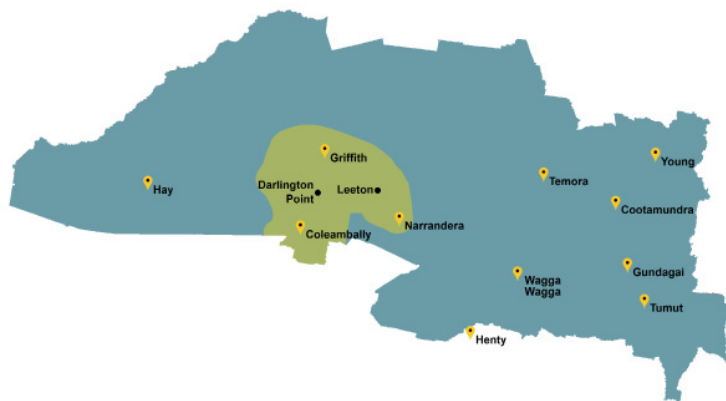 Griffith
Young
Temora
Hay
Darlington
Point
Leeton
Cootamundra
Narrandera
Coleambally
Gundagai
Wagga
Wagga
Tumut
Henty